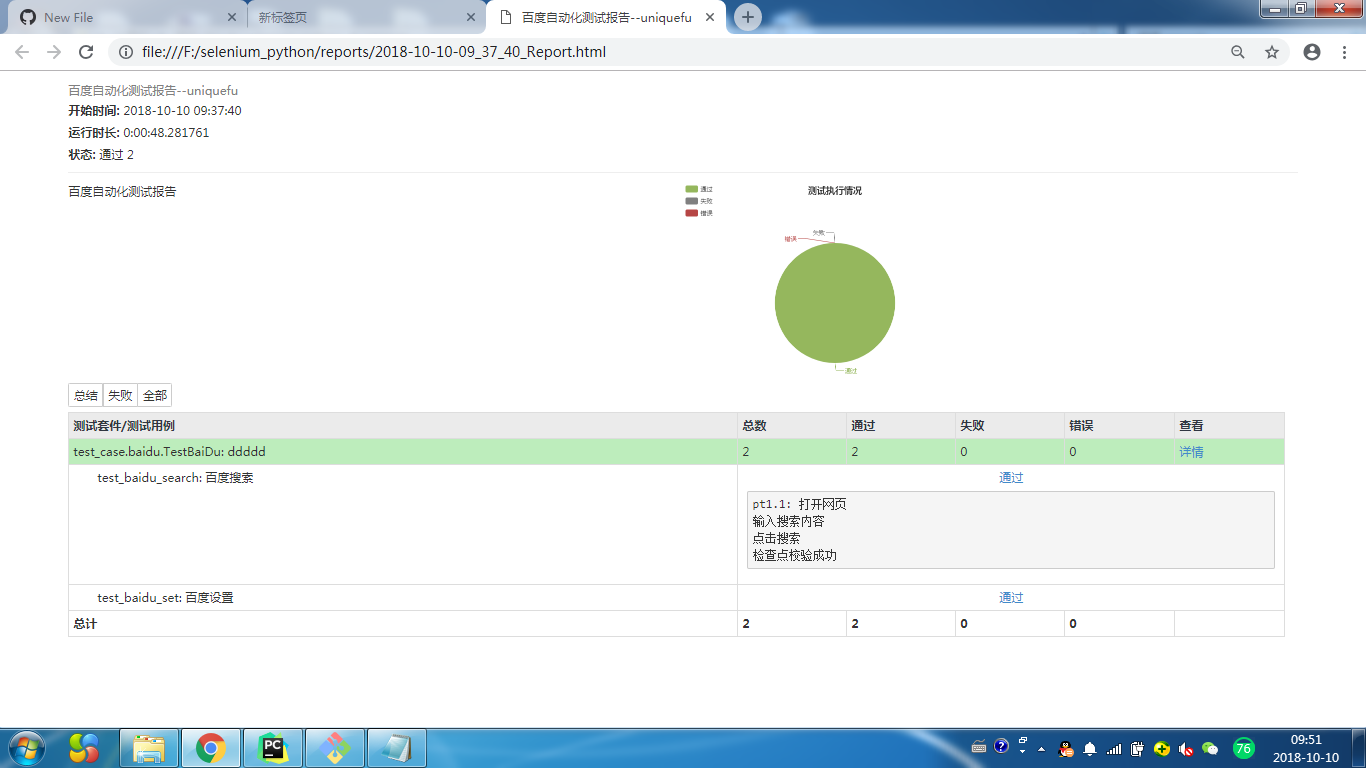 New File
新标签页
百度自动化测试报告--uniquefu
file:///F:/selenium_python/reports/2018-10-10-09_37_40_Report.html
百度自动化测试报告--uniquefu
开始时间: 2018-10-10 09:37:40
运行时长: 0:00:48.281761
状态: 通过 2
百度自动化测试报告
通过
失败
错误
测试执行情况
失败
错误
通过
总结 失败 全部
测试套件/测试用例 总数 通过 失败 错误 查看
test_case.baidu.TestBaiDu: ddddd 2 2 0 0 详情
test_baidu_search: 百度搜索 通过
pt1.1: 打开网页
输入搜索内容
点击搜索
检查点校验成功
test_baidu_set: 百度设置 通过
总计 2 2 0 0
PC
76
09:51
2018-10-10